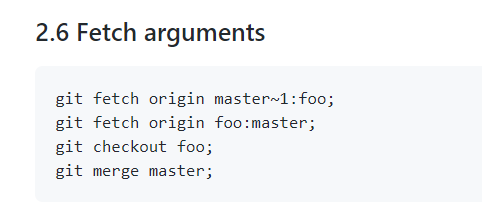 2.6 Fetch arguments
git fetch origin master~1:foo;
git fetch origin foo:master;
git checkout foo;
git merge master;